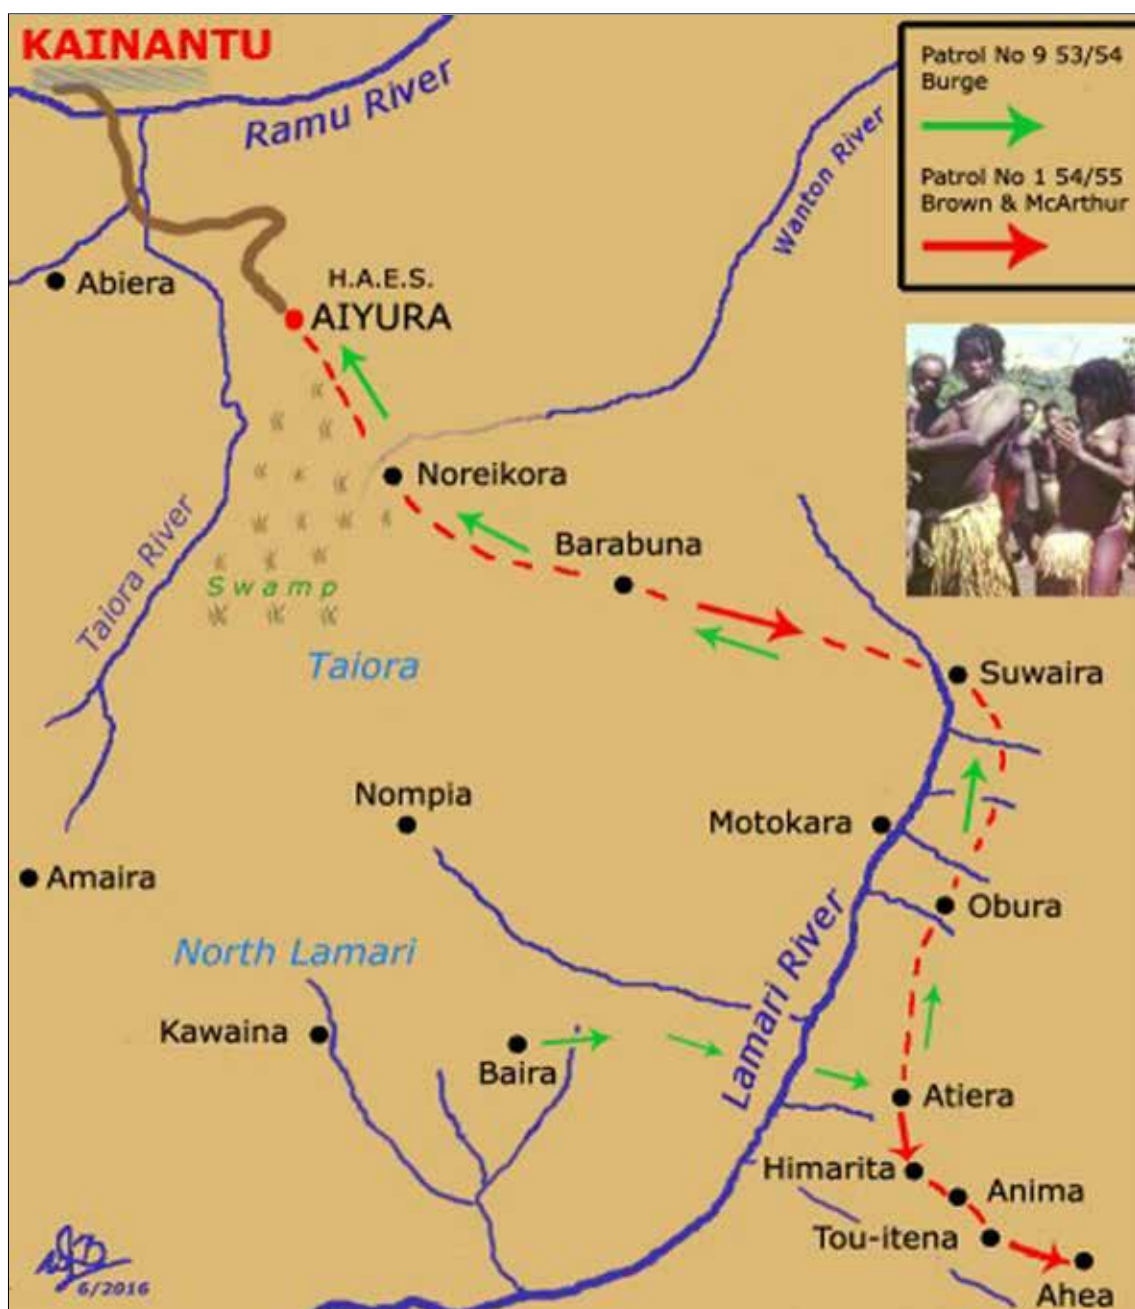 KAINANTU
Ramu River
Patrol No 9 53/54
Burge
Patrol No 1 54/55
Brown & McArthur
Wanton River
Abiera
H.A.E.S.
AIYURA
Noreikora
Barabuna
Taiora River
Swamp
Taiora
Suwaira
Nompia
Motokara
Amaira
Obura
North Lamari
Lamari River
Kawaina
Baira
Atiera
Himarita
Anima
Tou-itena
Ahea
6/2016